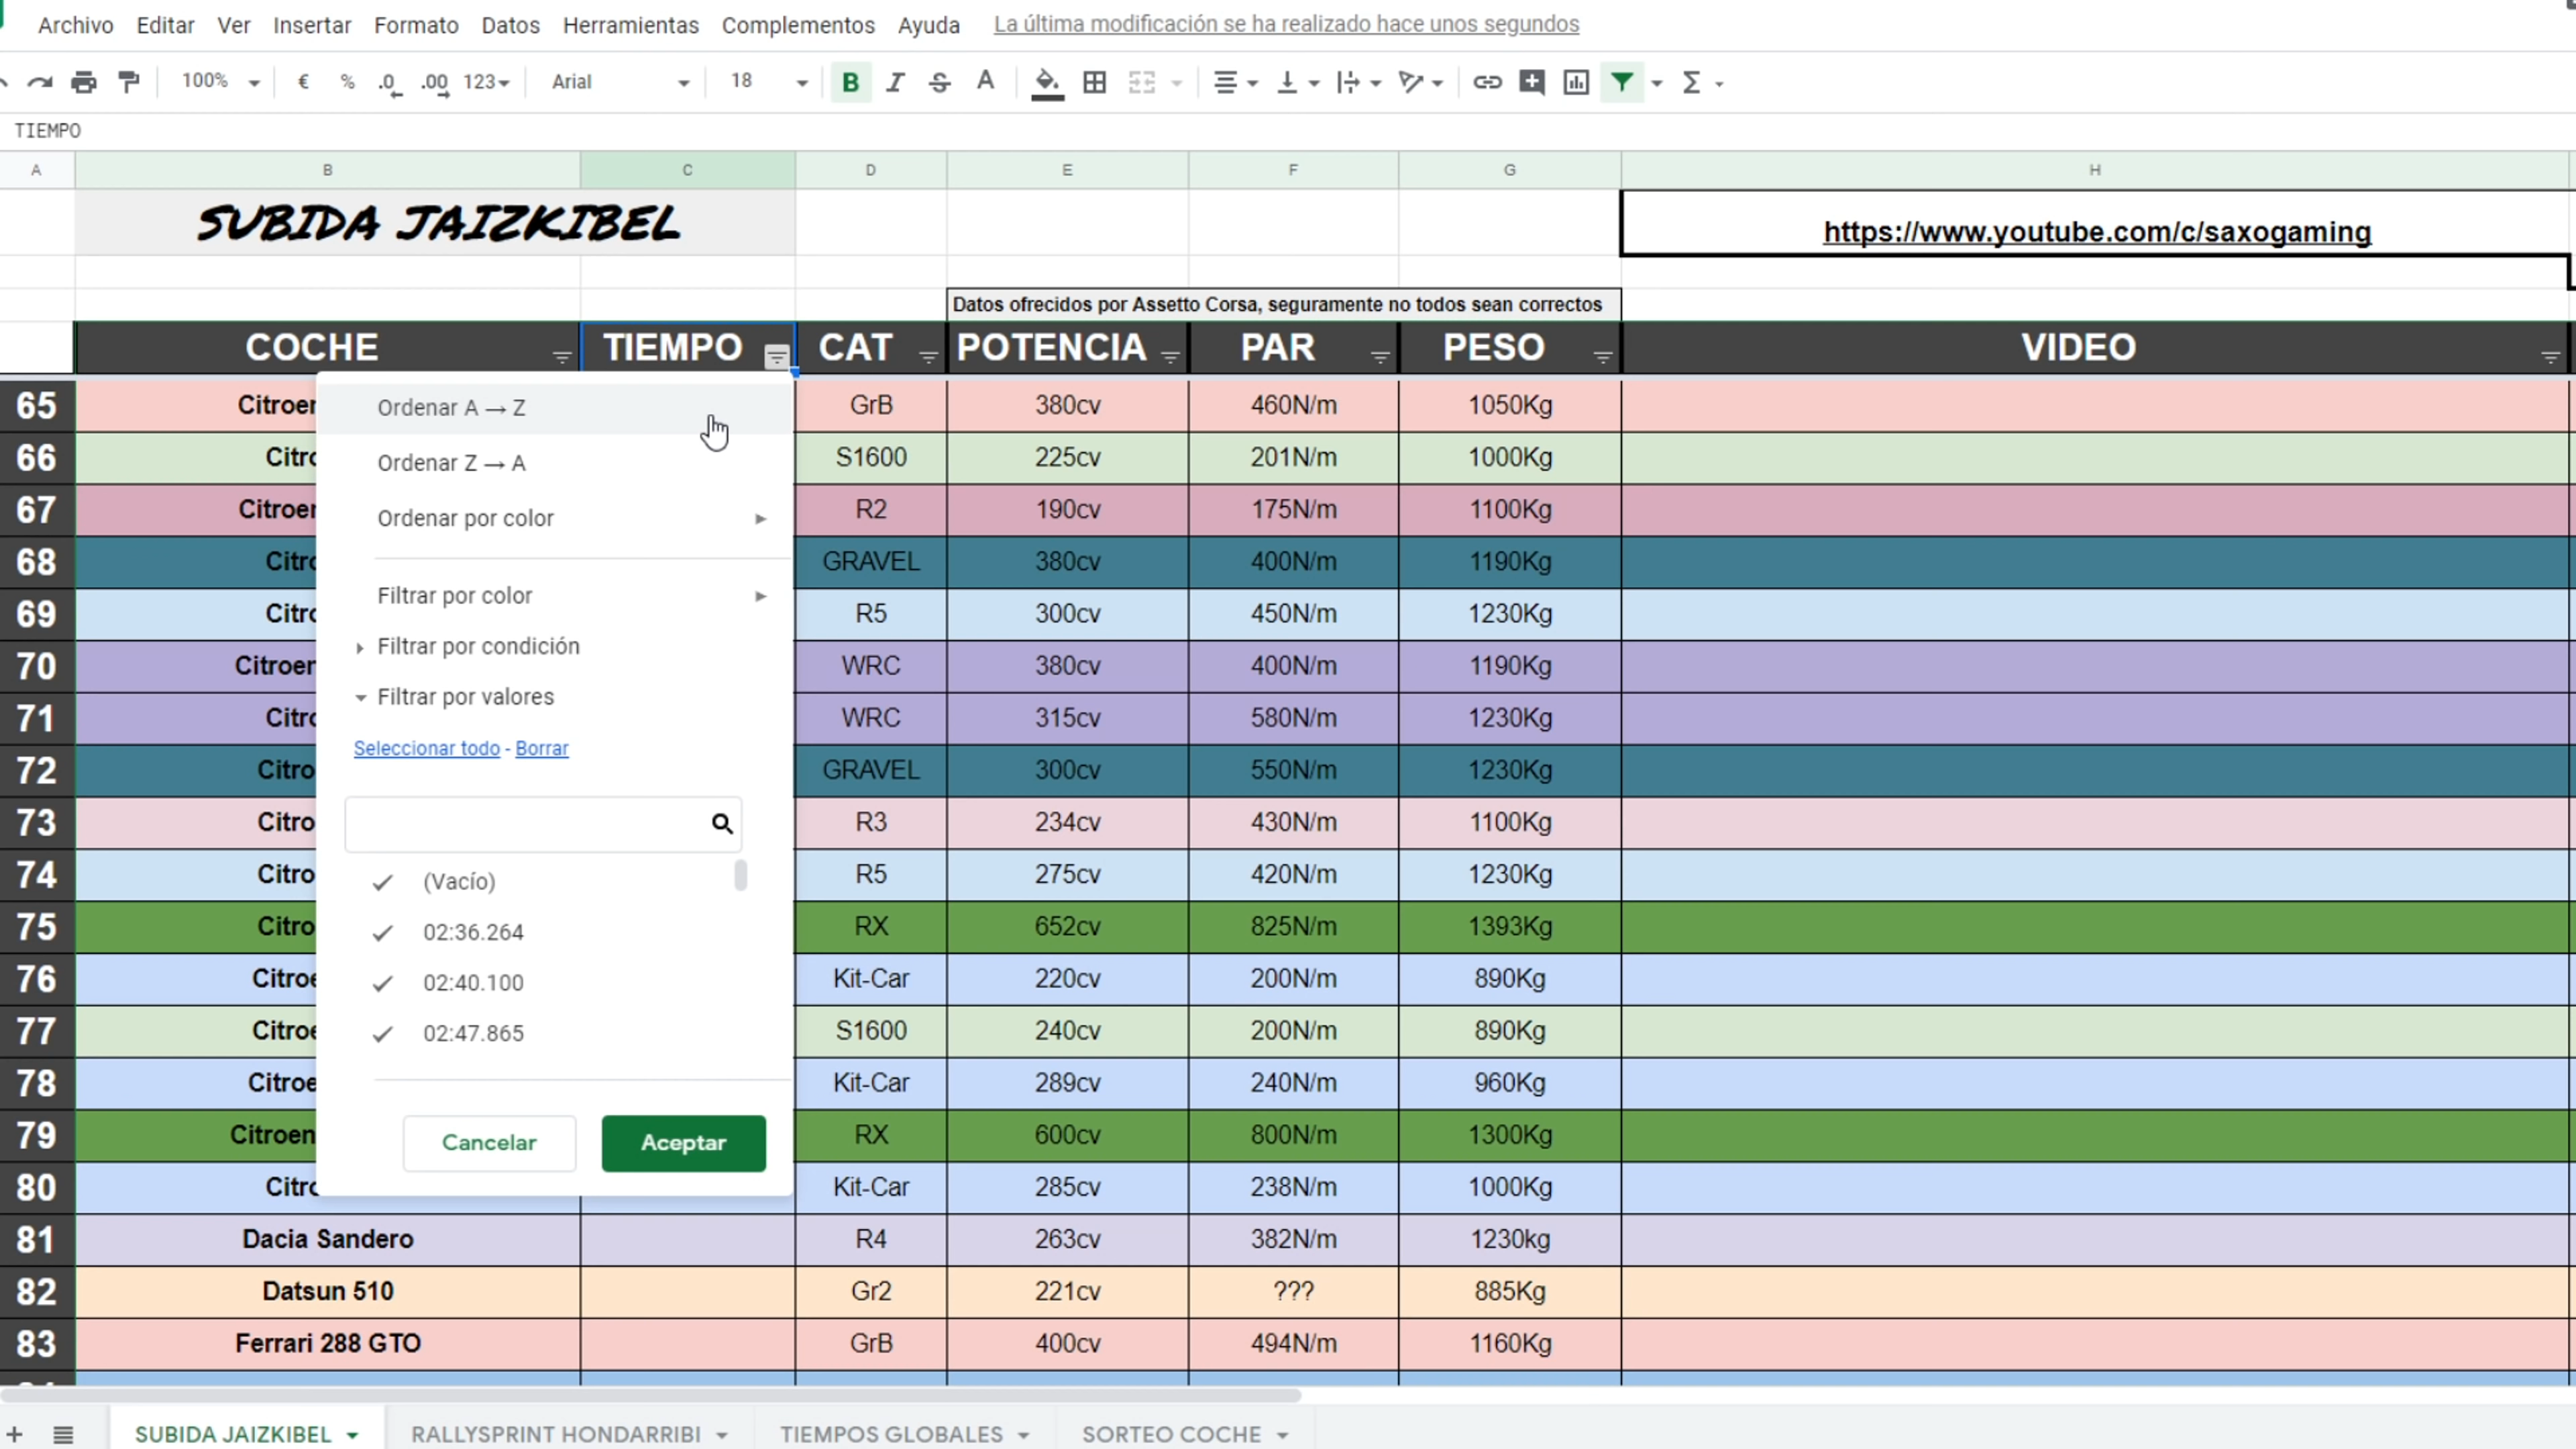 Archivo Editar Ver Insertar Formato Datos Herramientas Complementos Ayuda La última modificación se ha realizado hace unos segundos
100% € % .0 .00 123 Arial 18 B I S A Σ
TIEMPO
A B C D E F G H
SUBIDA JAIZKIBEL https://www.youtube.com/c/saxogaming
Datos ofrecidos por Assetto Corsa, seguramente no todos sean correctos
COCHE TIEMPO CAT POTENCIA PAR PESO VIDEO
65 Citroen GrB 380cv 460N/m 1050Kg
66 Citro S1600 225cv 201N/m 1000Kg
67 Citroen R2 190cv 175N/m 1100Kg
68 Citro GRAVEL 380cv 400N/m 1190Kg
69 Citro R5 300cv 450N/m 1230Kg
70 Citroen WRC 380cv 400N/m 1190Kg
71 Citro WRC 315cv 580N/m 1230Kg
72 Citro GRAVEL 300cv 550N/m 1230Kg
73 Citro R3 234cv 430N/m 1100Kg
74 Citro R5 275cv 420N/m 1230Kg
75 Citro RX 652cv 825N/m 1393Kg
76 Citroe Kit-Car 220cv 200N/m 890Kg
77 Citroe S1600 240cv 200N/m 890Kg
78 Citroe Kit-Car 289cv 240N/m 960Kg
79 Citroen RX 600cv 800N/m 1300Kg
80 Citro Kit-Car 285cv 238N/m 1000Kg
81 Dacia Sandero R4 263cv 382N/m 1230kg
82 Datsun 510 Gr2 221cv ??? 885Kg
83 Ferrari 288 GTO GrB 400cv 494N/m 1160Kg
Ordenar A → Z
Ordenar Z → A
Ordenar por color
Filtrar por color
Filtrar por condición
Filtrar por valores
Seleccionar todo - Borrar
(Vacío)
02:36.264
02:40.100
02:47.865
Cancelar Aceptar
SUBIDA JAIZKIBEL RALLYSPRINT HONDARRIBI TIEMPOS GLOBALES SORTEO COCHE